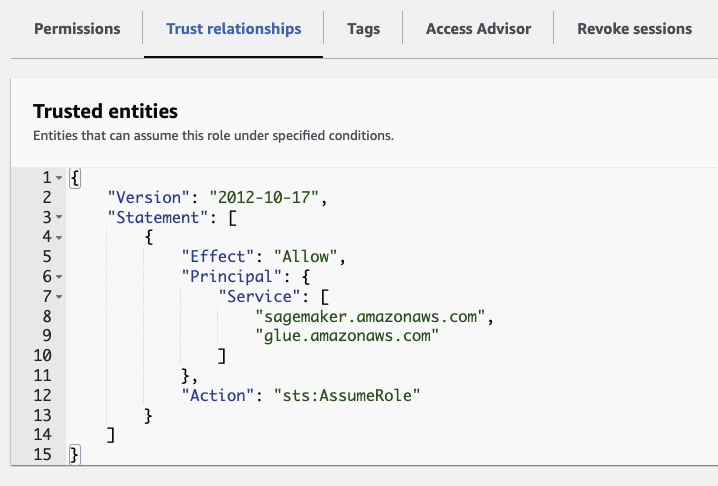 Permissions Trust relationships Tags Access Advisor Revoke sessions
Trusted entities
Entities that can assume this role under specified conditions.
1 {
2 "Version": "2012-10-17",
3 "Statement": [
4 {
5 "Effect": "Allow",
6 "Principal": {
7 "Service": [
8 "sagemaker.amazonaws.com",
9 "glue.amazonaws.com"
10 ]
11 },
12 "Action": "sts:AssumeRole"
13 }
14 ]
15 }